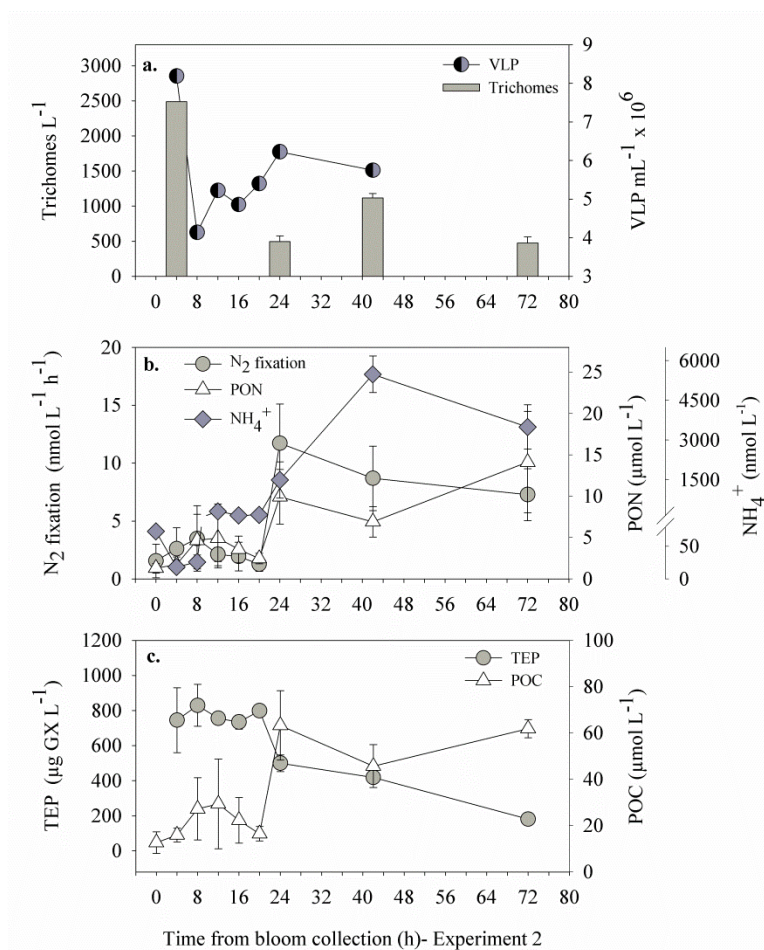 a.
VLP
Trichomes
3000
2500
2000
1500
1000
500
0
Trichomes L-1
9
8
7
6
5
4
3
VLP mL-1 x 10^6
0 8 16 24 32 40 48 56 64 72 80
b.
N2 fixation
PON
NH4+
20
15
10
5
0
N2 fixation (nmol L-1 h-1)
25
20
15
10
5
0
PON (µmol L-1)
6000
4500
3000
1500
50
0
NH4+ (nmol L-1)
0 8 16 24 32 40 48 56 64 72 80
c.
TEP
POC
1200
1000
800
600
400
200
0
TEP (µg GX L-1)
100
80
60
40
20
0
POC (µmol L-1)
0 8 16 24 32 40 48 56 64 72 80
Time from bloom collection (h)- Experiment 2